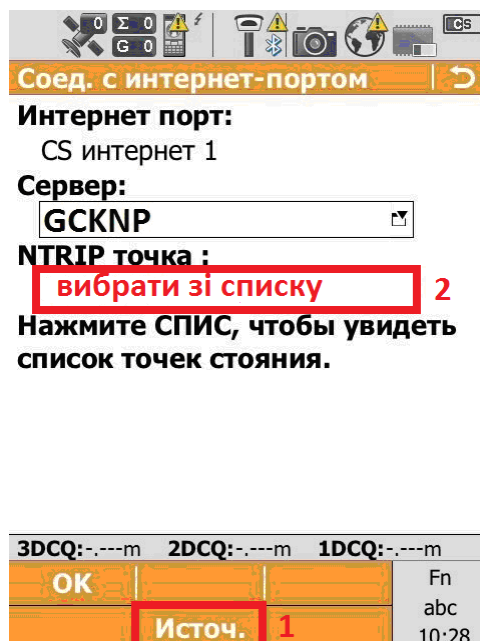 0 Σ 0
G 0
CS
Соед. с интернет-портом
Интернет порт:
CS интернет 1
Сервер:
GCKNP
NTRIP точка :
вибрати зі списку 2
Нажмите СПИС, чтобы увидеть
список точек стояния.
3DCQ:-.---m 2DCQ:-.---m 1DCQ:-.---m
OK
Fn
abc
Источ. 1
10:28